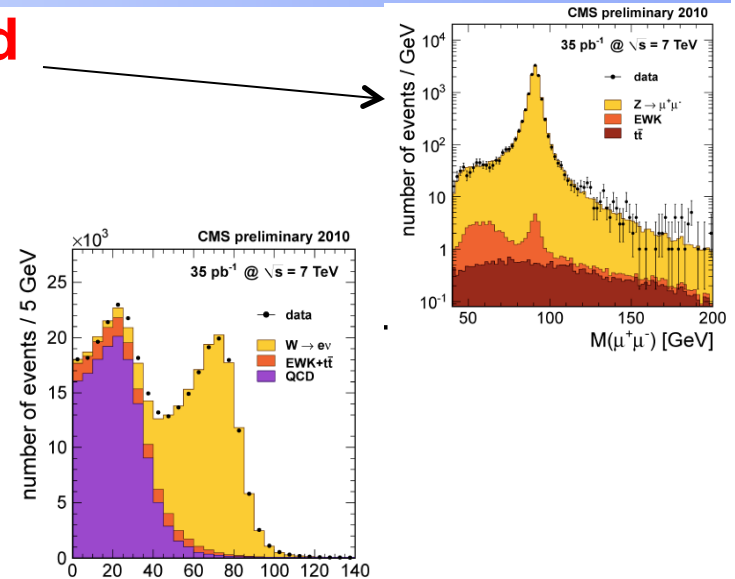 d
CMS preliminary 2010
35 pb⁻¹ @ √s = 7 TeV
number of events / GeV
10⁴
10³
10²
10
1
10⁻¹
data
Z → μ⁺μ⁻
EWK
tt̄
50 100 150 200
M(μ⁺μ⁻) [GeV]
×10³
CMS preliminary 2010
35 pb⁻¹ @ √s = 7 TeV
number of events / 5 GeV
25
20
15
10
5
0
data
W → eν
EWK+tt̄
QCD
0 20 40 60 80 100 120 140